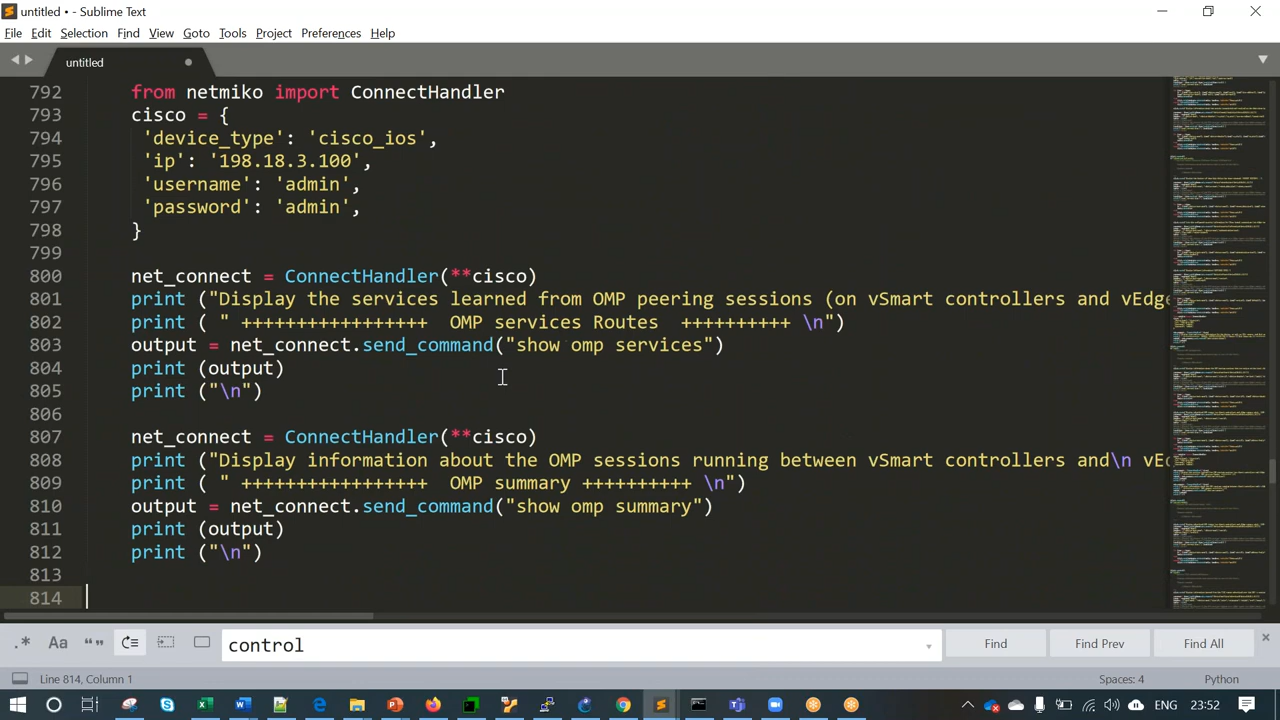 untitled • - Sublime Text
File Edit Selection Find View Goto Tools Project Preferences Help
untitled
792 from netmiko import ConnectHandler
793 cisco = {
794 'device_type': 'cisco_ios',
795 'ip': '198.18.3.100',
796 'username': 'admin',
797 'password': 'admin',
798 }
799
800 net_connect = ConnectHandler(**cisco)
801 print ("Display the services learned from OMP peering sessions (on vSmart controllers and vEdge
802 print ( " +++++++++++++++++ OMP services Routes ++++++++++ \n")
803 output = net_connect.send_command("show omp services")
804 print (output)
805 print ("\n")
806
807 net_connect = ConnectHandler(**cisco)
808 print ("Display information about the OMP sessions running between vSmart controllers and\n vEd
809 print ( " +++++++++++++++++ OMP Summary ++++++++++ \n")
810 output = net_connect.send_command("show omp summary")
811 print (output)
812 print ("\n")
813
814
.* Aa control Find Find Prev Find All
Line 814, Column 1 Spaces: 4 Python
ENG 23:52